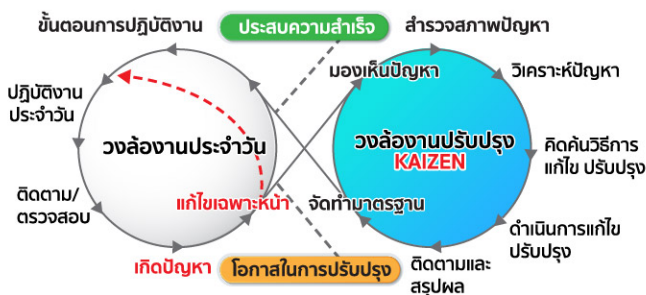 ขั้นตอนการปฏิบัติงาน
ประสบความสำเร็จ
สำรวจสภาพปัญหา
มองเห็นปัญหา
วิเคราะห์ปัญหา
ปฏิบัติงาน
ประจำวัน
วงล้องานประจำวัน
วงล้องานปรับปรุง
KAIZEN
คิดค้นวิธีการ
แก้ไข ปรับปรุง
ติดตาม/
ตรวจสอบ
แก้ไขเฉพาะหน้า
จัดทำมาตรฐาน
ดำเนินการแก้ไข
ปรับปรุง
เกิดปัญหา
โอกาสในการปรับปรุง
ติดตามและ
สรุปผล